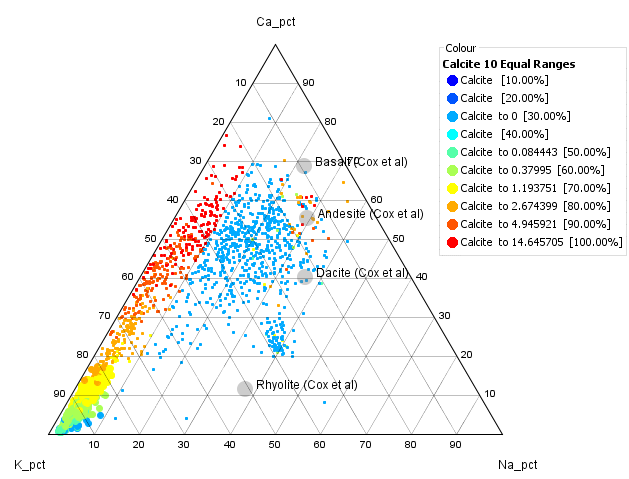 Ca_pct
Colour
Calcite 10 Equal Ranges
Calcite [10.00%]
Calcite [20.00%]
Calcite to 0 [30.00%]
Calcite [40.00%]
Calcite to 0.084443 [50.00%]
Calcite to 0.37995 [60.00%]
Calcite to 1.193751 [70.00%]
Calcite to 2.674399 [80.00%]
Calcite to 4.945921 [90.00%]
Calcite to 14.645705 [100.00%]
10 90
20 80
30 Basalt (Cox et al) 70
40 Andesite (Cox et al) 60
50 50
60 Dacite (Cox et al) 40
70 30
80 20
90 Rhyolite (Cox et al) 10
10 20 30 40 50 60 70 80 90
K_pct Na_pct